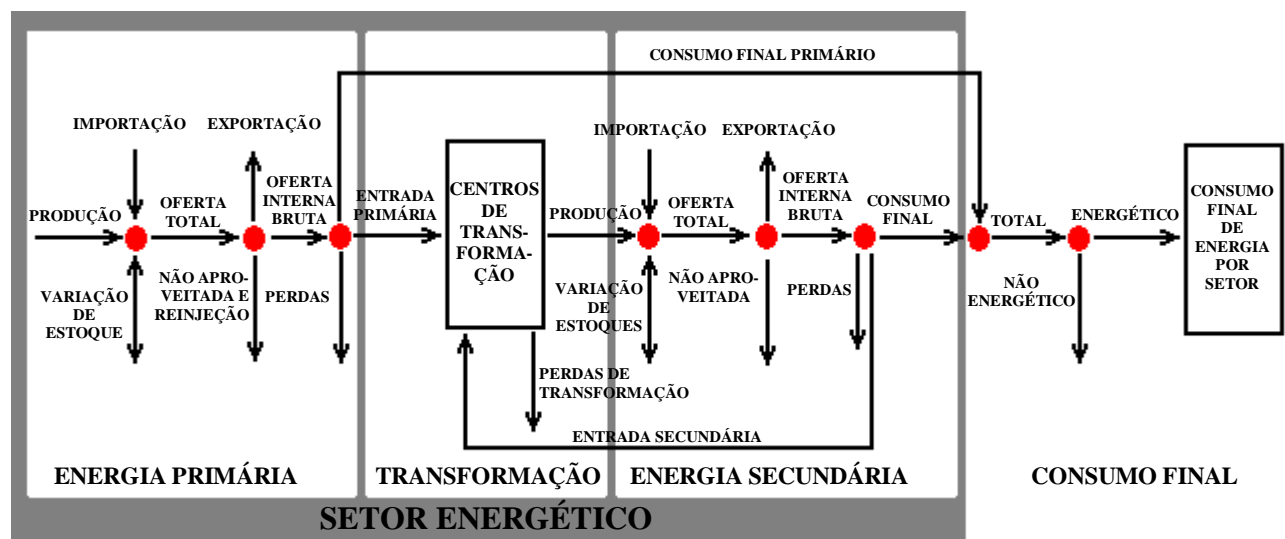 CONSUMO FINAL PRIMÁRIO
IMPORTAÇÃO
EXPORTAÇÃO
PRODUÇÃO
OFERTA
TOTAL
OFERTA
INTERNA
BRUTA
ENTRADA
PRIMÁRIA
VARIAÇÃO
DE
ESTOQUE
NÃO APRO-
VEITADA E
REINJEÇÃO
PERDAS
CENTROS
DE
TRANS-
FORMA-
ÇÃO
PERDAS DE
TRANSFORMAÇÃO
PRODUÇÃO
IMPORTAÇÃO
EXPORTAÇÃO
OFERTA
TOTAL
OFERTA
INTERNA
BRUTA
CONSUMO
FINAL
VARIAÇÃO
DE
ESTOQUES
NÃO APRO-
VEITADA
PERDAS
ENTRADA SECUNDÁRIA
TOTAL
ENERGÉTICO
NÃO
ENERGÉTICO
CONSUMO
FINAL
DE
ENERGIA
POR
SETOR
ENERGIA PRIMÁRIA
TRANSFORMAÇÃO
ENERGIA SECUNDÁRIA
CONSUMO FINAL
SETOR ENERGÉTICO